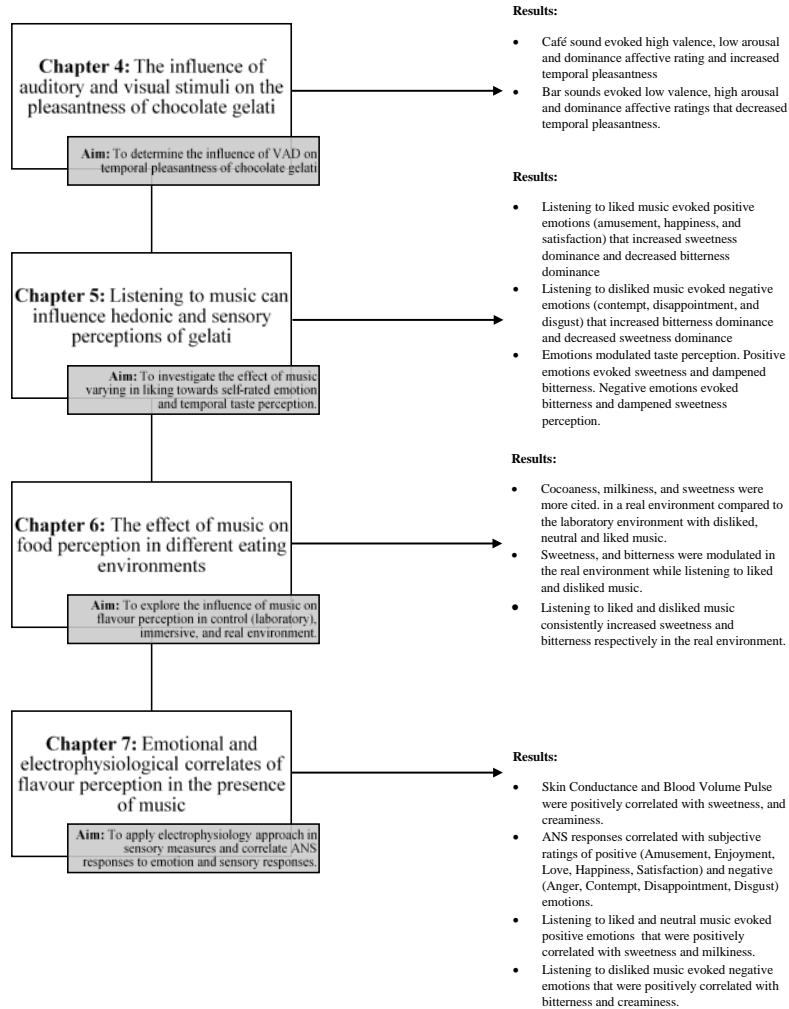 Chapter 4: The influence of
auditory and visual stimuli on the
pleasantness of chocolate gelati
Aim: To determine the influence of VAD on
temporal pleasantness of chocolate gelati
Results:
• Café sound evoked high valence, low arousal
and dominance affective rating and increased
temporal pleasantness
• Bar sounds evoked low valence, high arousal
and dominance affective ratings that decreased
temporal pleasantness.
Chapter 5: Listening to music can
influence hedonic and sensory
perceptions of gelati
Aim: To investigate the effect of music
varying in liking towards self-rated emotion
and temporal taste perception.
Results:
• Listening to liked music evoked positive
emotions (amusement, happiness, and
satisfaction) that increased sweetness
dominance and decreased bitterness
dominance
• Listening to disliked music evoked negative
emotions (contempt, disappointment, and
disgust) that increased bitterness dominance
and decreased sweetness dominance
• Emotions modulated taste perception. Positive
emotions evoked sweetness and dampened
bitterness. Negative emotions evoked
bitterness and dampened sweetness
perception.
Chapter 6: The effect of music on
food perception in different eating
environments
Aim: To explore the influence of music on
flavour perception in control (laboratory),
immersive, and real environment.
Results:
• Cocoaness, milkiness, and sweetness were
more cited. in a real environment compared to
the laboratory environment with disliked,
neutral and liked music.
• Sweetness, and bitterness were modulated in
the real environment while listening to liked
and disliked music.
• Listening to liked and disliked music
consistently increased sweetness and
bitterness respectively in the real environment.
Chapter 7: Emotional and
electrophysiological correlates of
flavour perception in the presence
of music
Aim: To apply electrophysiology approach in
sensory measures and correlate ANS
responses to emotion and sensory responses.
Results:
• Skin Conductance and Blood Volume Pulse
were positively correlated with sweetness, and
creaminess.
• ANS responses correlated with subjective
ratings of positive (Amusement, Enjoyment,
Love, Happiness, Satisfaction) and negative
(Anger, Contempt, Disappointment, Disgust)
emotions.
• Listening to liked and neutral music evoked
positive emotions that were positively
correlated with sweetness and milkiness.
• Listening to disliked music evoked negative
emotions that were positively correlated with
bitterness and creaminess.